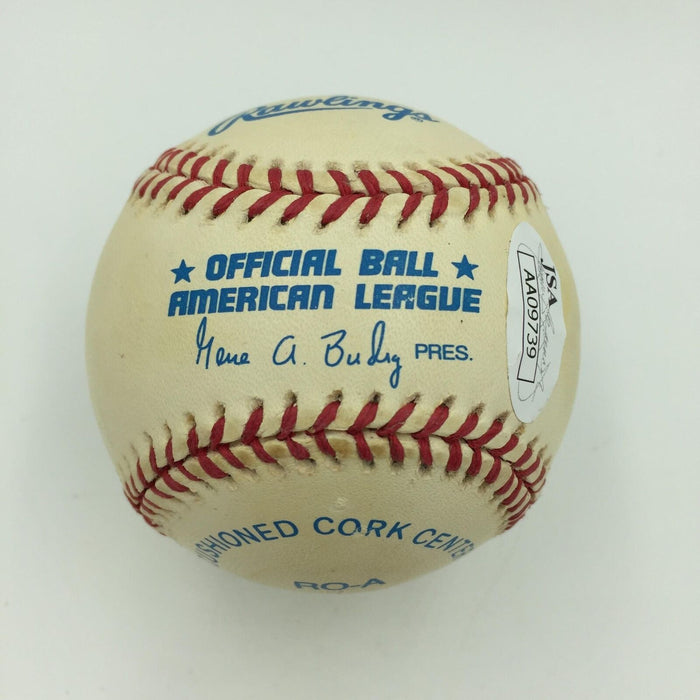 Rawlings
★ OFFICIAL BALL ★
AMERICAN LEAGUE
Gene A. Budig PRES.
JSA
AA09739
CUSHIONED CORK CENTER
RO-A